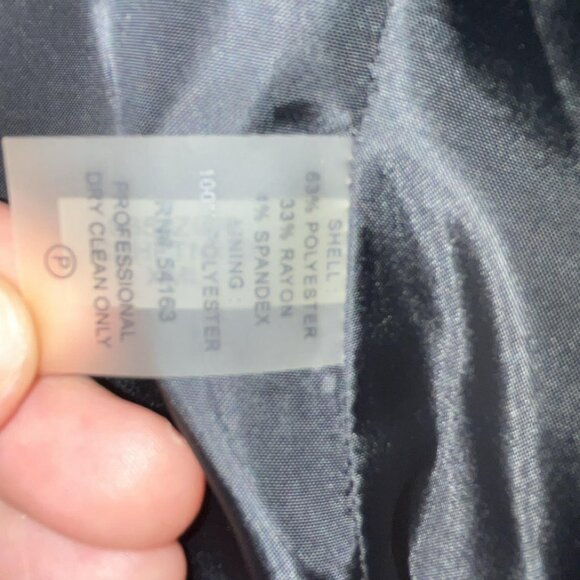 SHELL:
63% POLYESTER
33% RAYON
4% SPANDEX
LINING:
100% POLYESTER
RN# 54163
PROFESSIONAL
DRY CLEAN ONLY
P